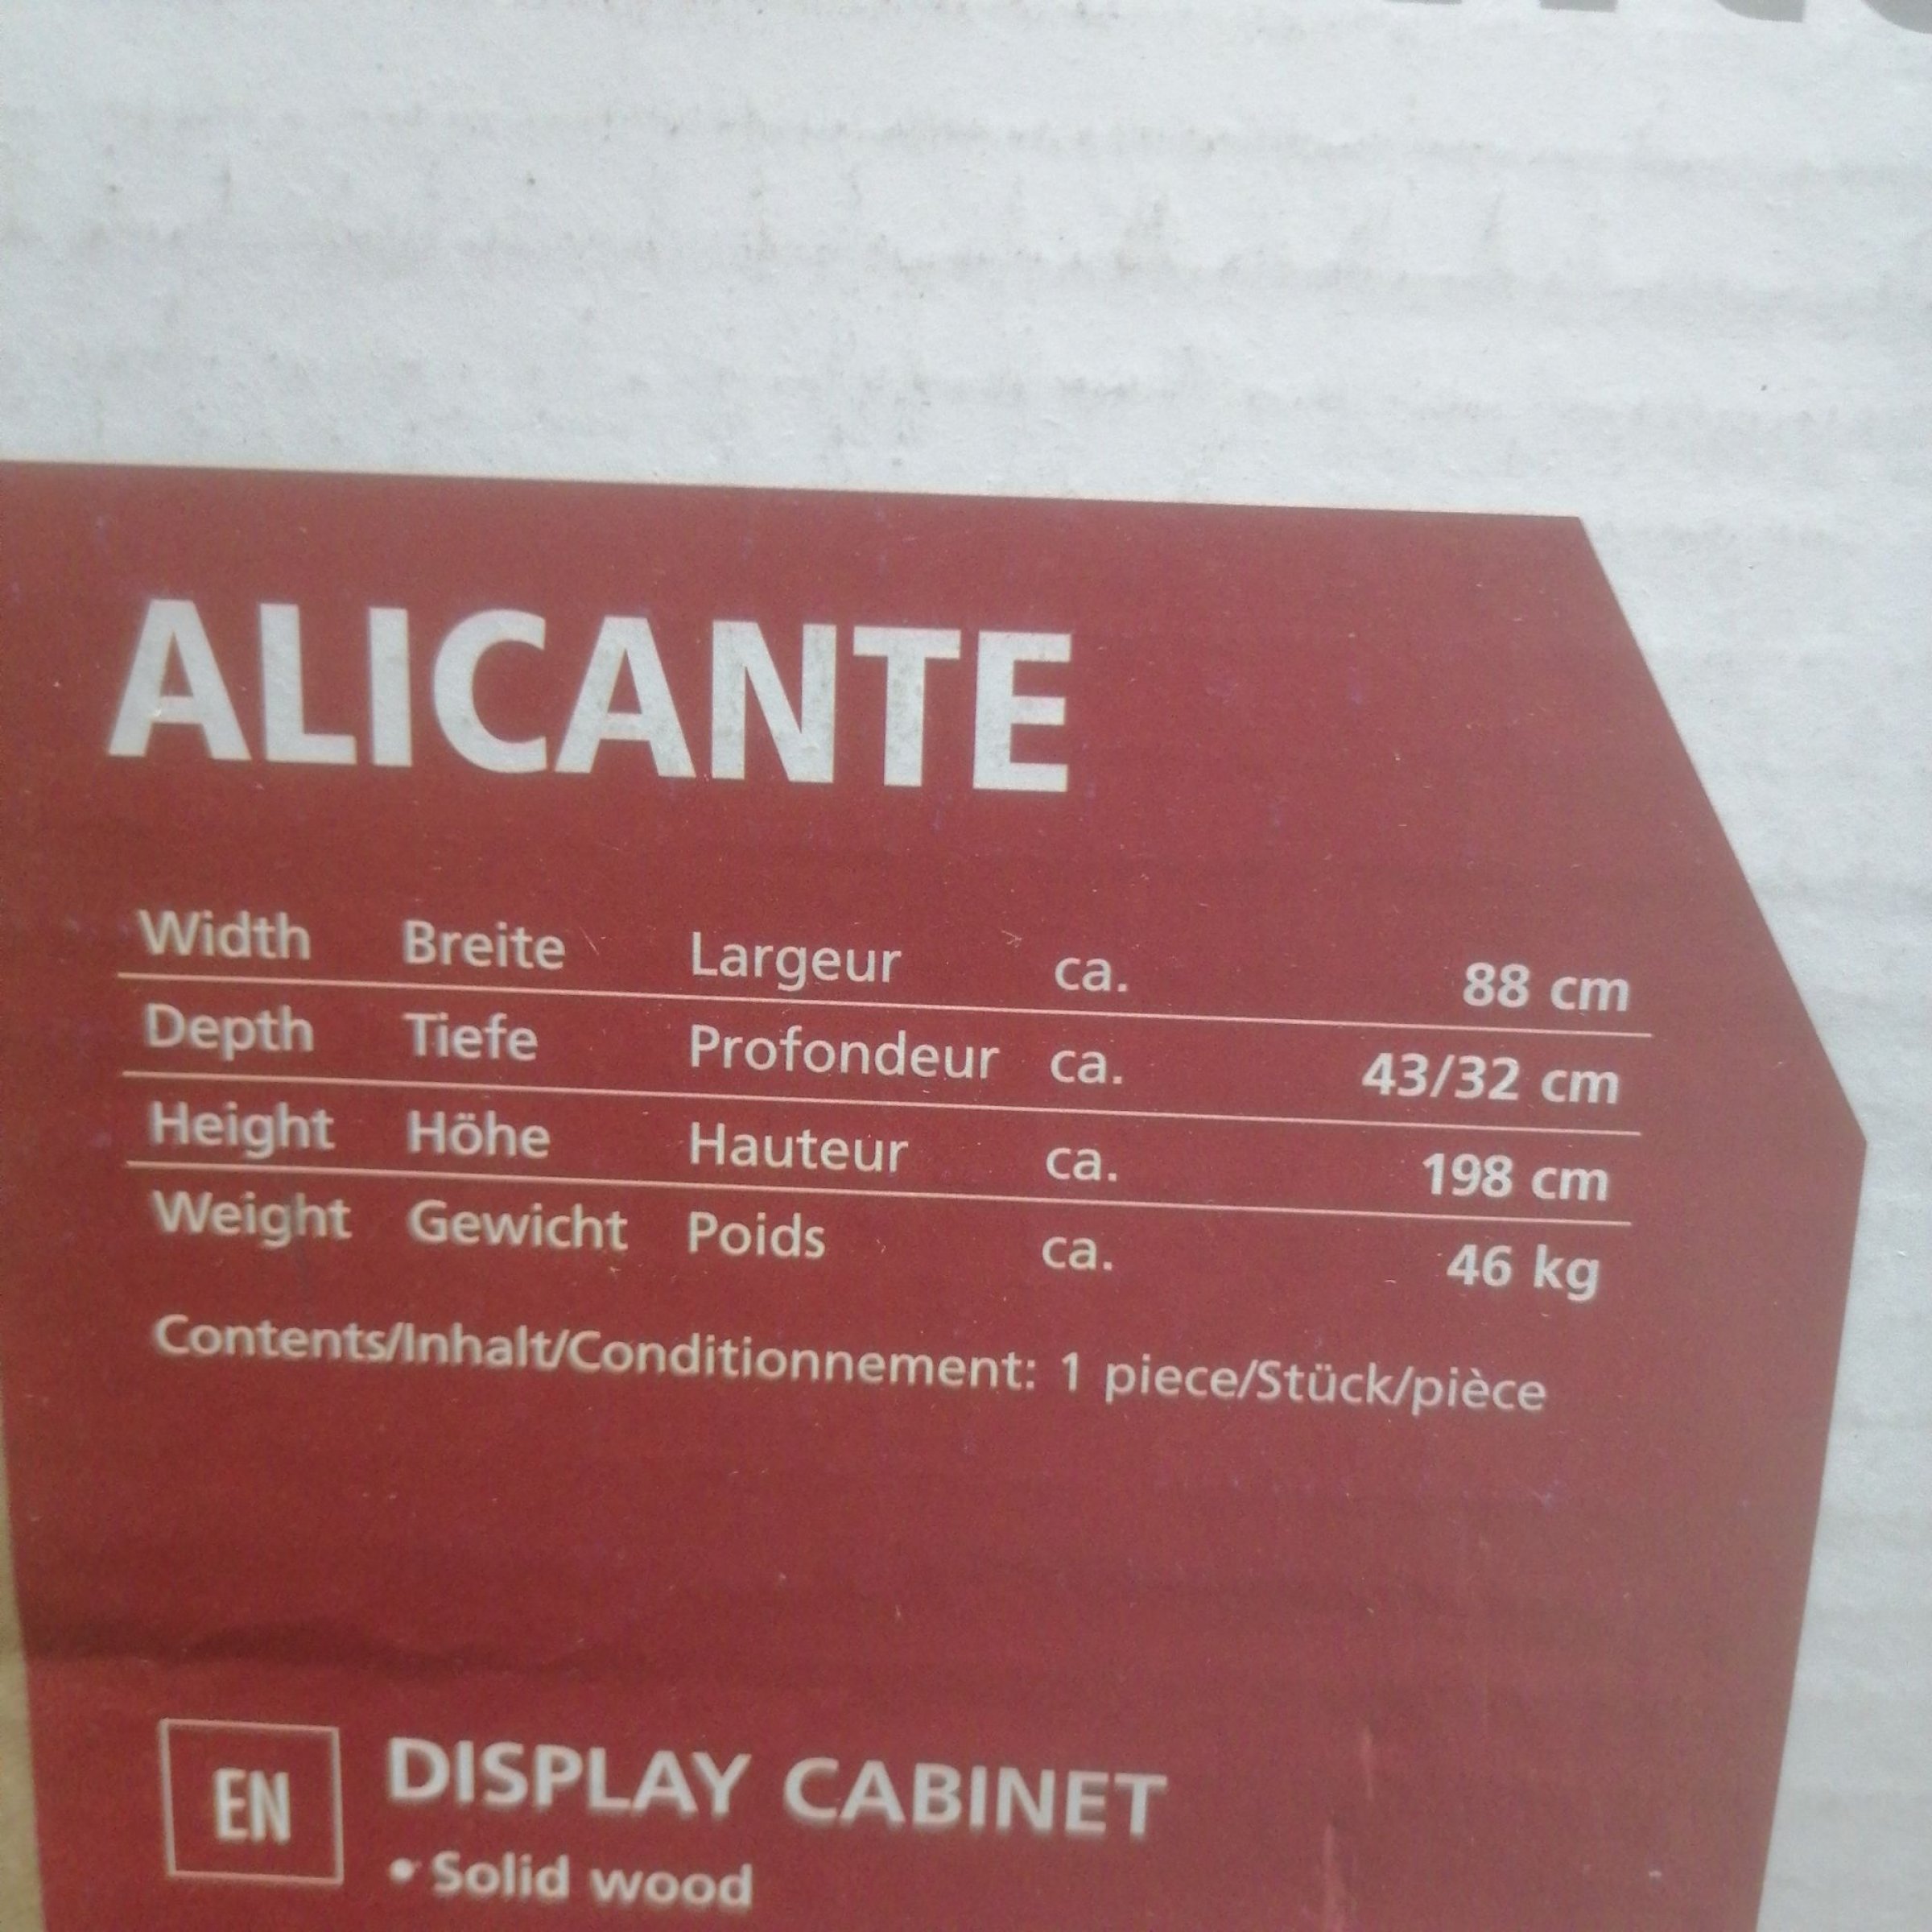 ALICANTE
Width Breite Largeur ca. 88 cm
Depth Tiefe Profondeur ca. 43/32 cm
Height Höhe Hauteur ca. 198 cm
Weight Gewicht Poids ca. 46 kg
Contents/Inhalt/Conditionnement: 1 piece/Stück/pièce
EN DISPLAY CABINET
• Solid wood